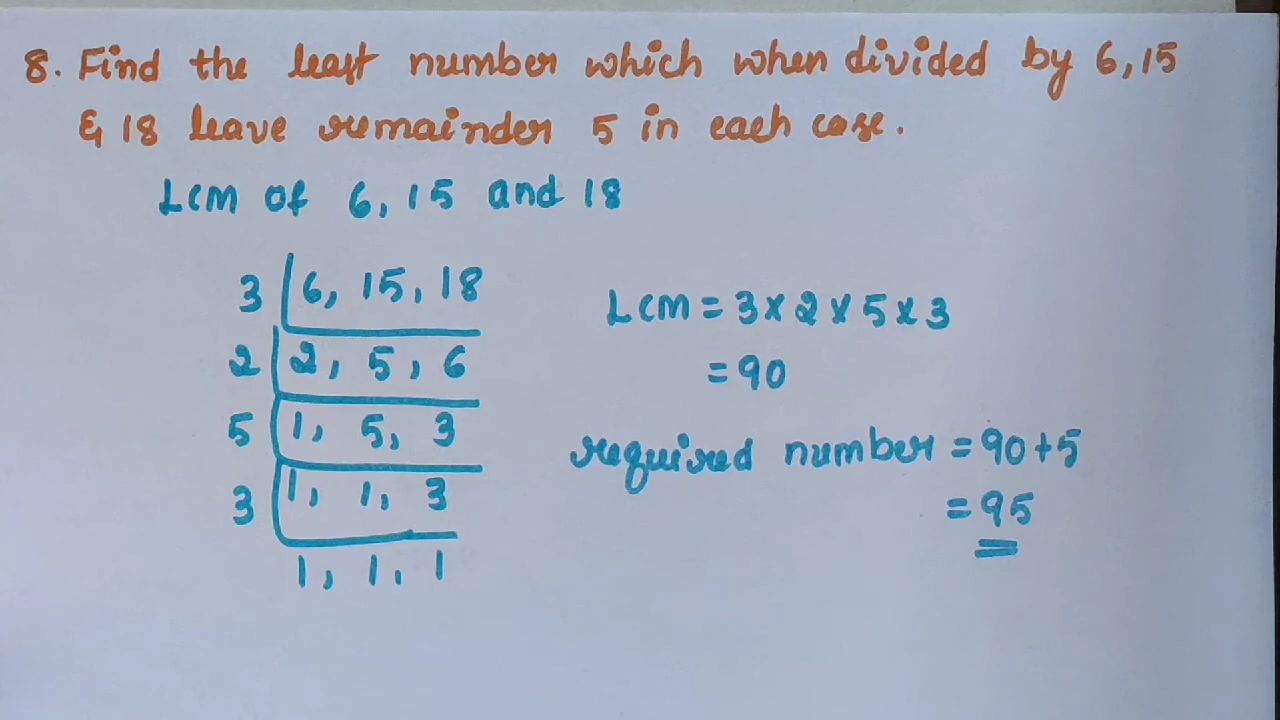 8. Find the least number which when divided by 6, 15
& 18 leave remainder 5 in each case.
LCM of 6, 15 and 18
3 6, 15, 18
2 2, 5, 6
5 1, 5, 3
3 1, 1, 3
1, 1, 1
LCM = 3 × 2 × 5 × 3
= 90
required number = 90 + 5
= 95